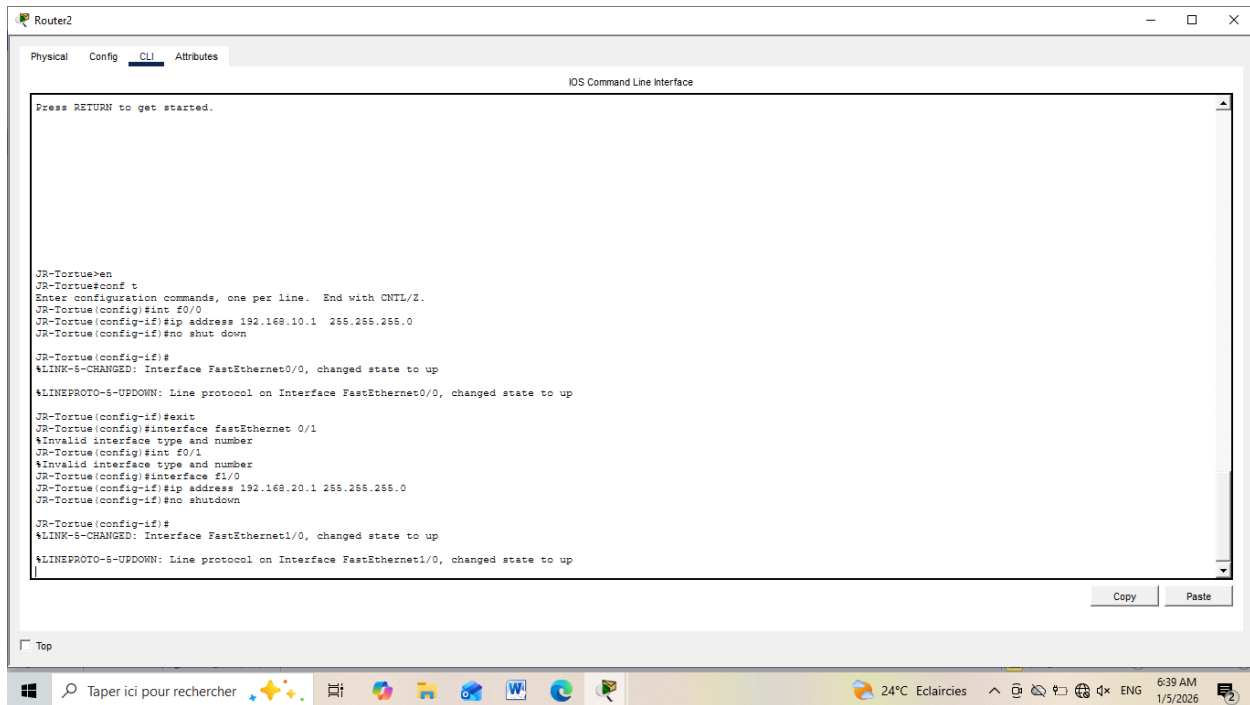 Router2
Physical Config CLI Attributes
IOS Command Line Interface
Press RETURN to get started.
JR-Tortue>en
JR-Tortue#conf t
Enter configuration commands, one per line.  End with CNTL/Z.
JR-Tortue(config)#int f0/0
JR-Tortue(config-if)#ip address 192.168.10.1  255.255.255.0
JR-Tortue(config-if)#no shut down
JR-Tortue(config-if)#
%LINK-5-CHANGED: Interface FastEthernet0/0, changed state to up
%LINEPROTO-5-UPDOWN: Line protocol on Interface FastEthernet0/0, changed state to up
JR-Tortue(config-if)#exit
JR-Tortue(config)#interface fastEthernet 0/1
%Invalid interface type and number
JR-Tortue(config)#int f0/1
%Invalid interface type and number
JR-Tortue(config)#interface f1/0
JR-Tortue(config-if)#ip address 192.168.20.1 255.255.255.0
JR-Tortue(config-if)#no shutdown
JR-Tortue(config-if)#
%LINK-5-CHANGED: Interface FastEthernet1/0, changed state to up
%LINEPROTO-5-UPDOWN: Line protocol on Interface FastEthernet1/0, changed state to up
Copy Paste
Top
Taper ici pour rechercher
W
24°C Eclaircies
ENG
6:39 AM
1/5/2026
2